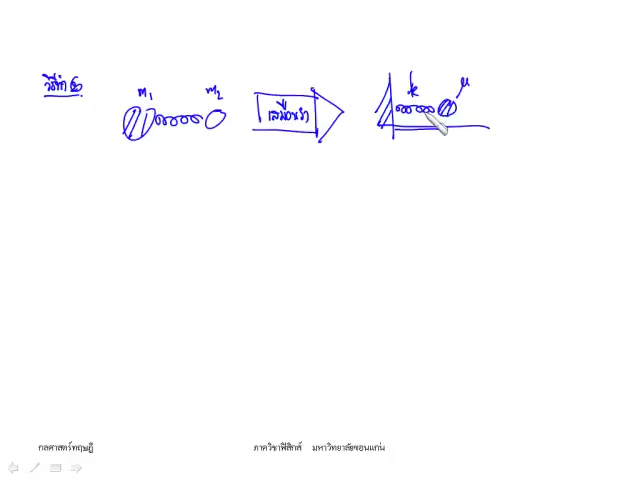 วิธีทำ
m₁ m₂ เสมือนว่า k μ
กลศาสตร์ทฤษฎี ภาควิชาฟิสิกส์ มหาวิทยาลัยขอนแก่น